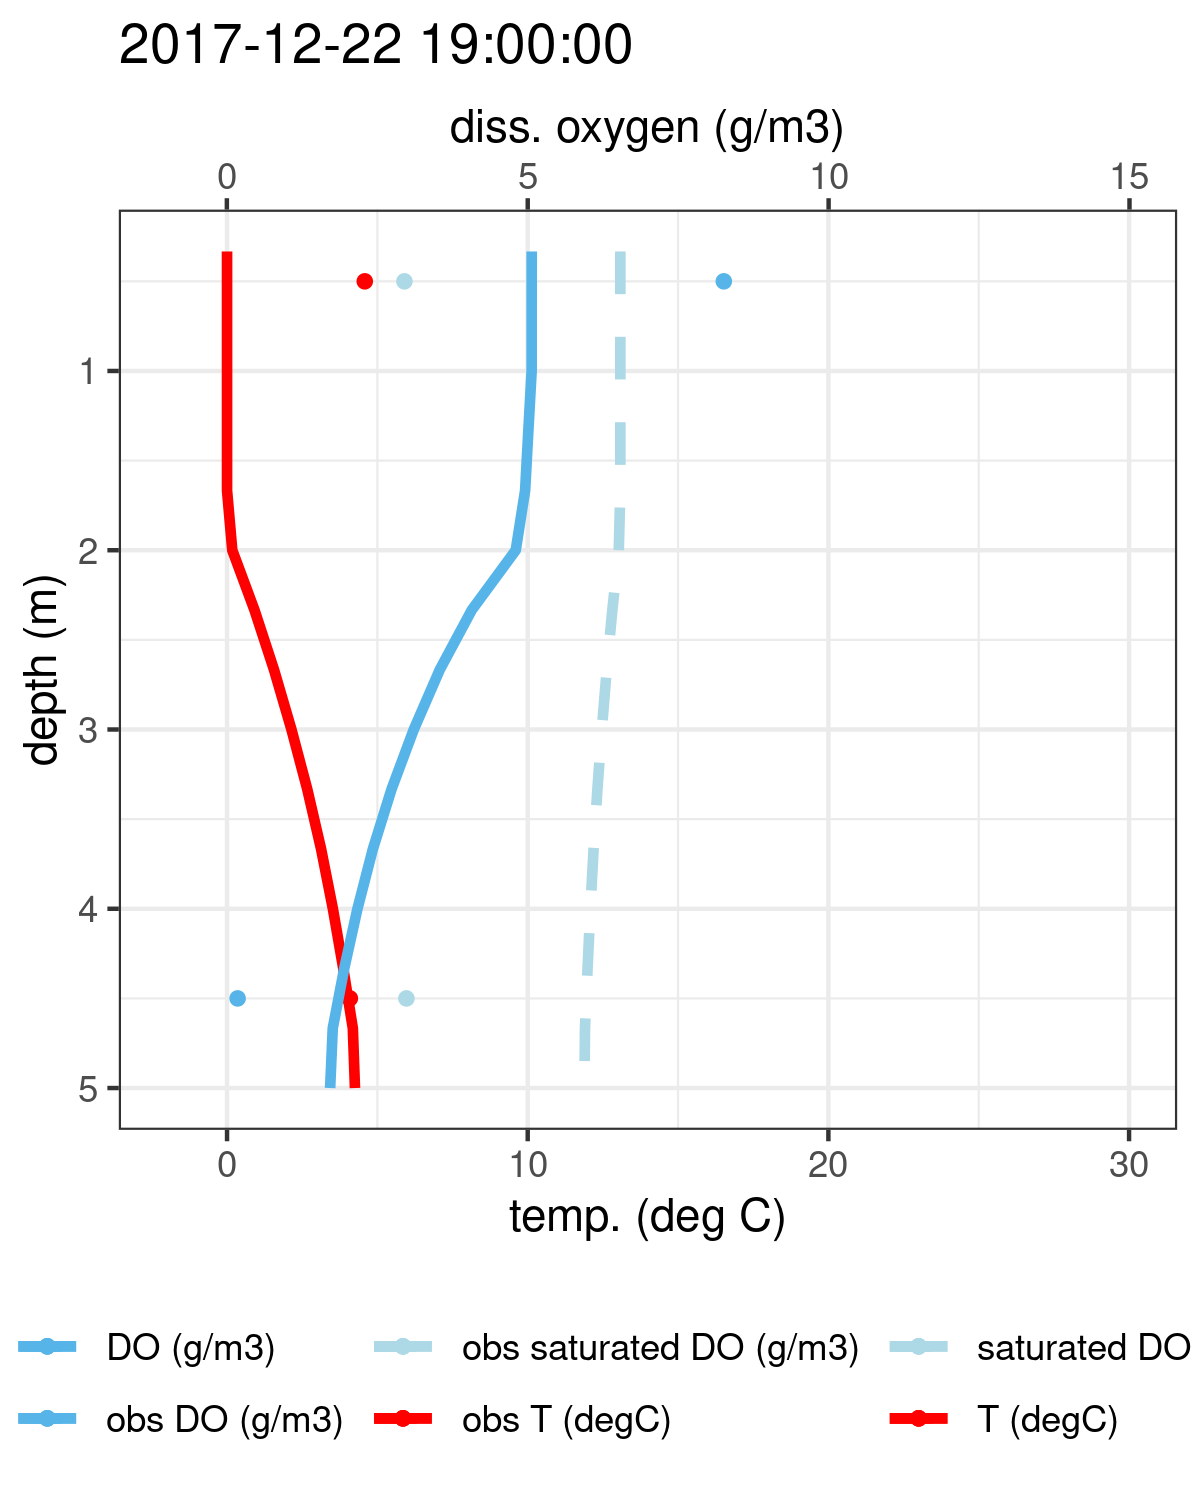 2017-12-22 19:00:00
diss. oxygen (g/m3)
0 5 10 15
depth (m)
1
2
3
4
5
0 10 20 30
temp. (deg C)
DO (g/m3) obs saturated DO (g/m3) saturated DO
obs DO (g/m3) obs T (degC) T (degC)